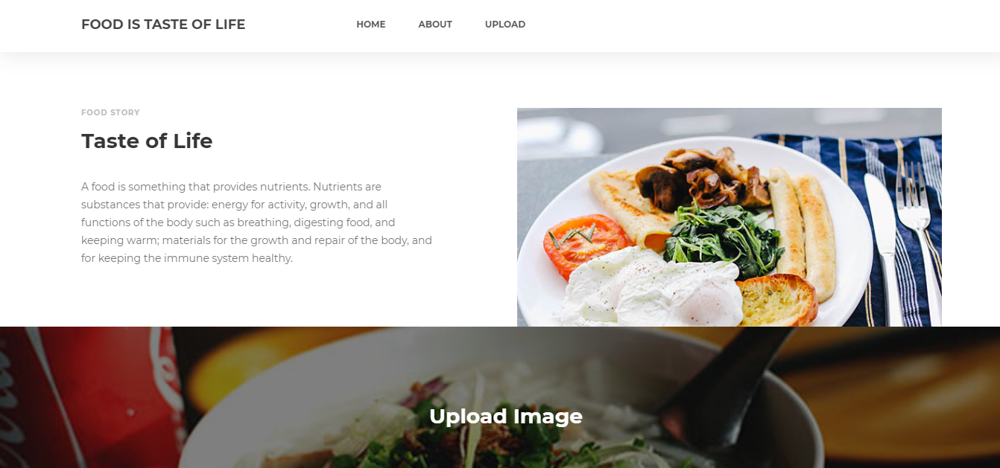 FOOD IS TASTE OF LIFE
HOME ABOUT UPLOAD
FOOD STORY
Taste of Life
A food is something that provides nutrients. Nutrients are
substances that provide: energy for activity, growth, and all
functions of the body such as breathing, digesting food, and
keeping warm; materials for the growth and repair of the body, and
for keeping the immune system healthy.
Upload Image